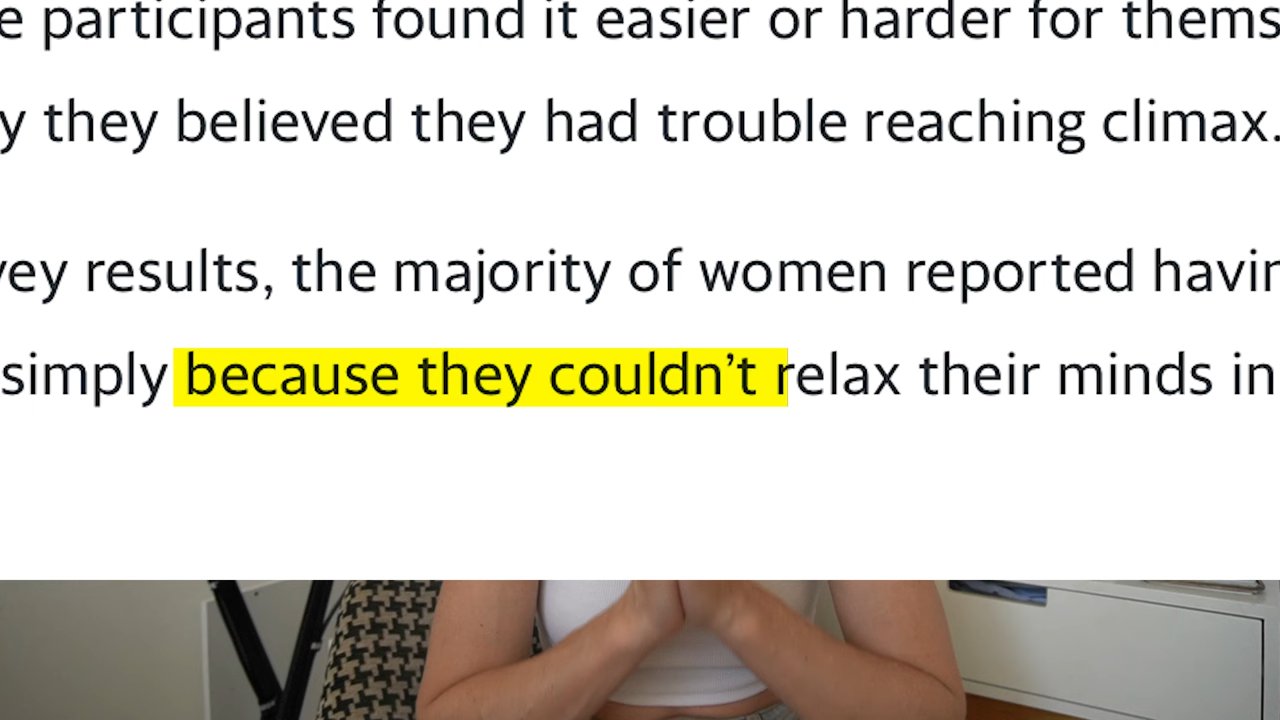 e participants found it easier or harder for thems
y they believed they had trouble reaching climax.
vey results, the majority of women reported havin
simply because they couldn’t relax their minds in